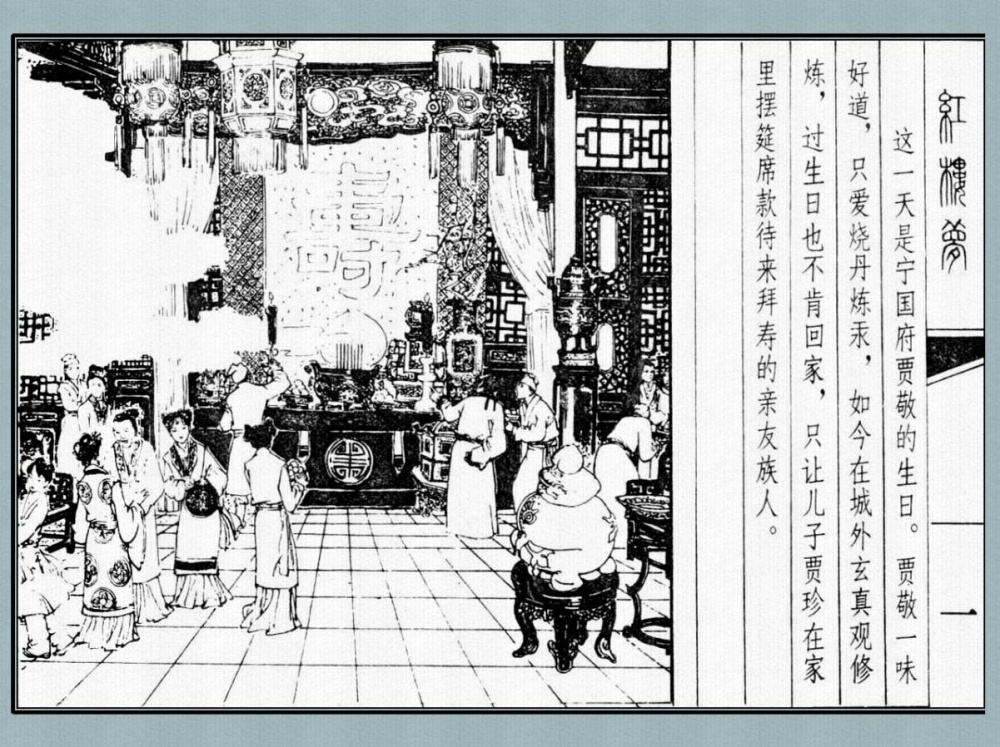 紅樓夢
一
这一天是宁国府贾敬的生日。贾敬一味
好道，只爱烧丹炼汞，如今在城外玄真观修
炼，过生日也不肯回家，只让儿子贾珍在家
里摆筵席款待来拜寿的亲友族人。
壽